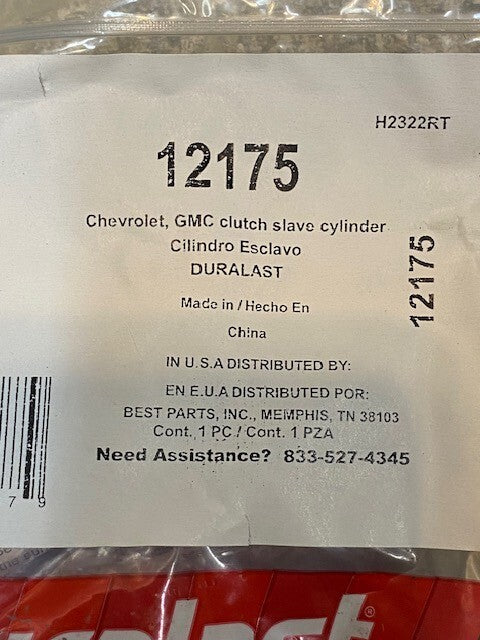 H2322RT
12175
Chevrolet, GMC clutch slave cylinder
Cilindro Esclavo
DURALAST
12175
Made in / Hecho En
China
IN U.S.A DISTRIBUTED BY:
EN E.U.A DISTRIBUTED POR:
BEST PARTS, INC., MEMPHIS, TN 38103
Cont. 1 PC / Cont. 1 PZA
Need Assistance? 833-527-4345
7 9